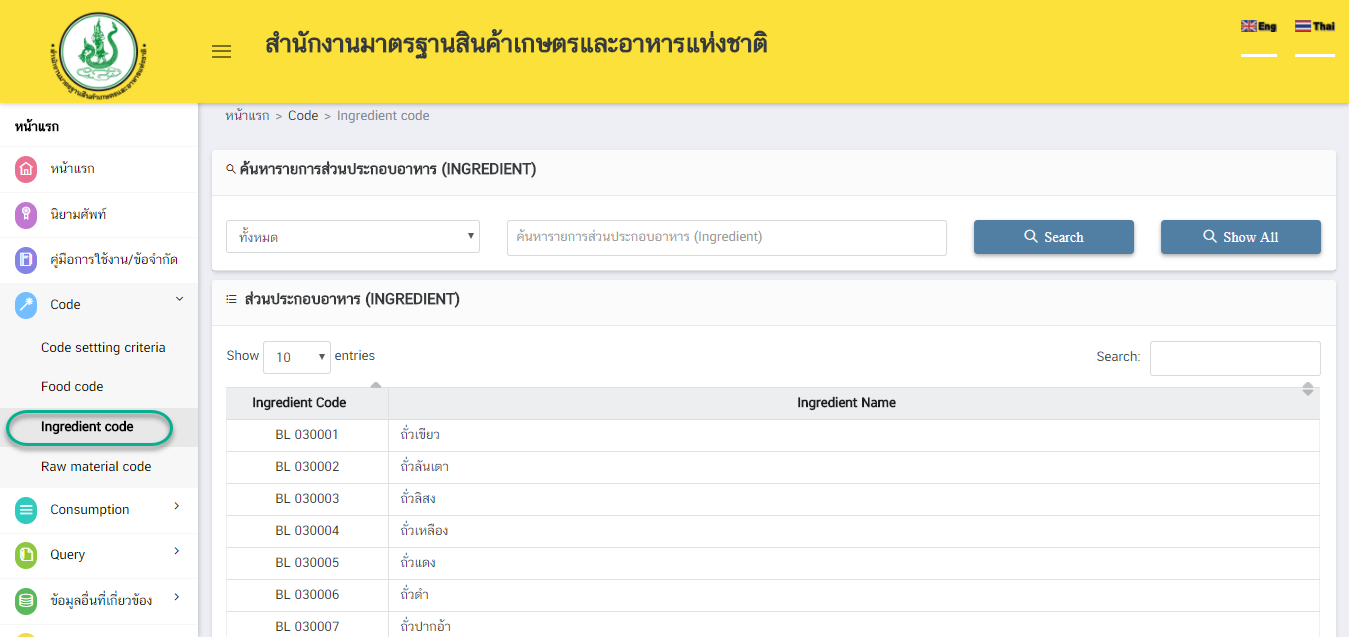 สำนักงานมาตรฐานสินค้าเกษตรและอาหารแห่งชาติ
Eng Thai
หน้าแรก
หน้าแรก
นิยามศัพท์
คู่มือการใช้งาน/ข้อจำกัด
Code
Code settting criteria
Food code
Ingredient code
Raw material code
Consumption
Query
ข้อมูลอื่นที่เกี่ยวข้อง
หน้าแรก > Code > Ingredient code
ค้นหารายการส่วนประกอบอาหาร (INGREDIENT)
ทั้งหมด ค้นหารายการส่วนประกอบอาหาร (Ingredient) Search Show All
ส่วนประกอบอาหาร (INGREDIENT)
Show 10 entries Search:
Ingredient Code Ingredient Name
BL 030001 ถั่วเขียว
BL 030002 ถั่วลันเตา
BL 030003 ถั่วลิสง
BL 030004 ถั่วเหลือง
BL 030005 ถั่วแดง
BL 030006 ถั่วดำ
BL 030007 ถั่วปากอ้า